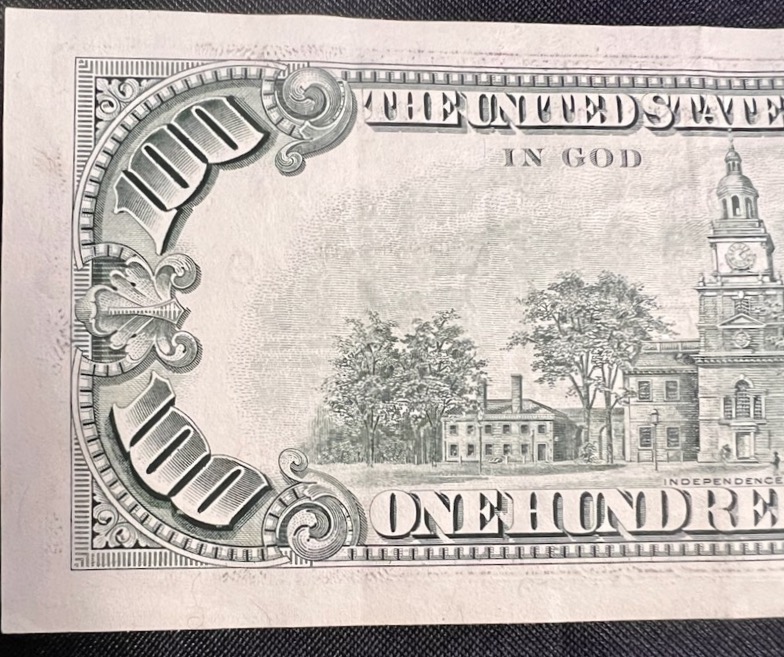 100
THE UNITED STATE
IN GOD
INDEPENDENCE
ONE HUNDRE
100